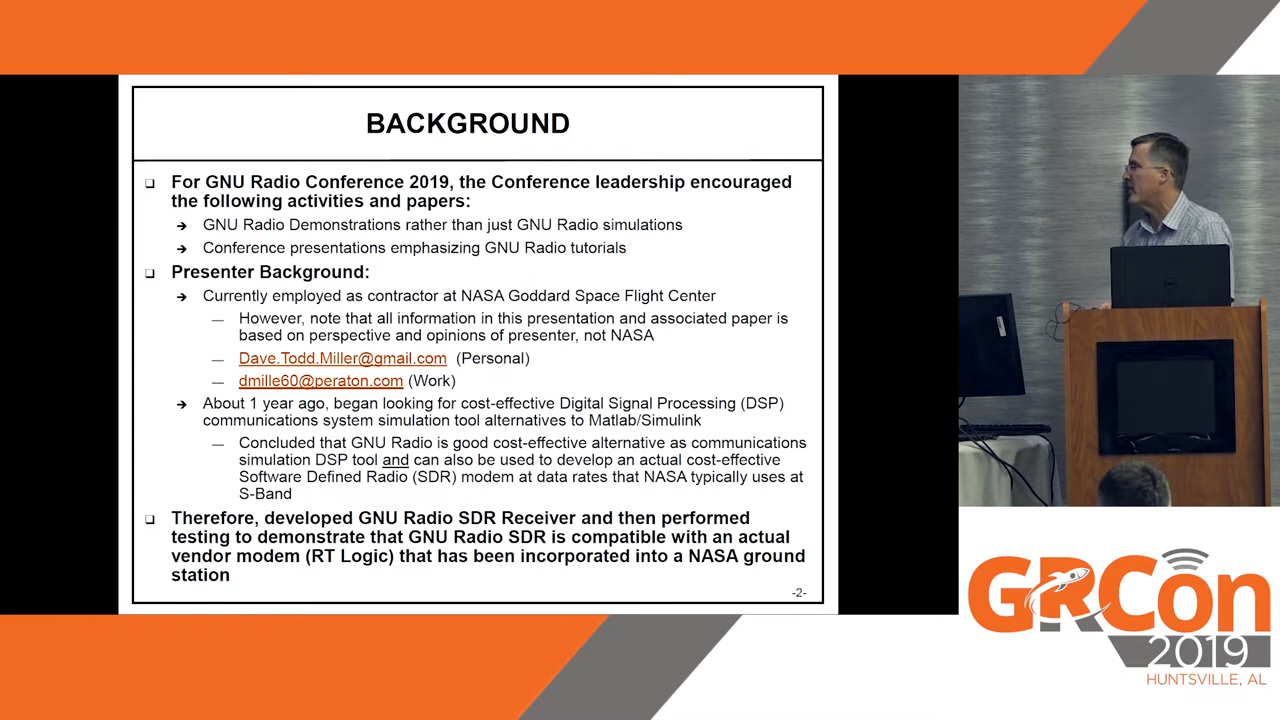 BACKGROUND
❑ For GNU Radio Conference 2019, the Conference leadership encouraged
the following activities and papers:
➔ GNU Radio Demonstrations rather than just GNU Radio simulations
➔ Conference presentations emphasizing GNU Radio tutorials
❑ Presenter Background:
➔ Currently employed as contractor at NASA Goddard Space Flight Center
— However, note that all information in this presentation and associated paper is
based on perspective and opinions of presenter, not NASA
— Dave.Todd.Miller@gmail.com (Personal)
— dmille60@peraton.com (Work)
➔ About 1 year ago, began looking for cost-effective Digital Signal Processing (DSP)
communications system simulation tool alternatives to Matlab/Simulink
— Concluded that GNU Radio is good cost-effective alternative as communications
simulation DSP tool and can also be used to develop an actual cost-effective
Software Defined Radio (SDR) modem at data rates that NASA typically uses at
S-Band
❑ Therefore, developed GNU Radio SDR Receiver and then performed
testing to demonstrate that GNU Radio SDR is compatible with an actual
vendor modem (RT Logic) that has been incorporated into a NASA ground
station
-2-
GRCon
2019
HUNTSVILLE, AL